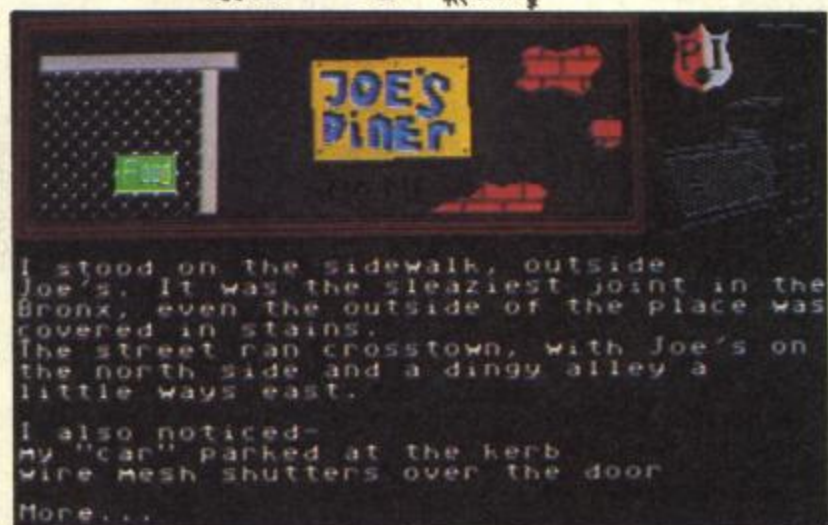 P I
JOE'S
DINER
Food
I stood on the sidewalk, outside
Joe's. It was the sleaziest joint in the
Bronx, even the outside of the place was
covered in stains.
The street ran crosstown, with Joe's on
the north side and a dingy alley a
little ways east.
I also noticed-
my "car" parked at the kerb
wire mesh shutters over the door
More...